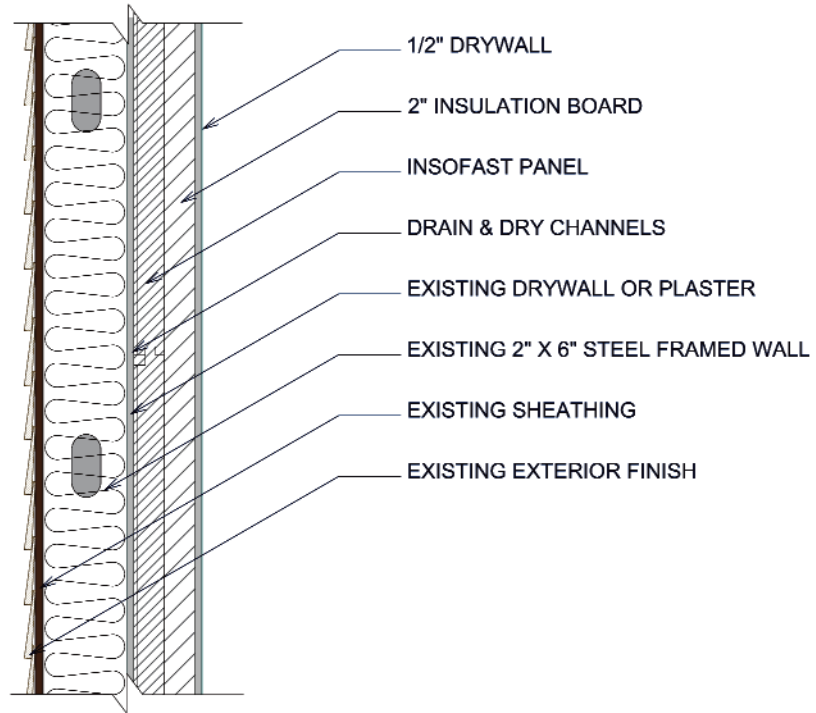 1/2" DRYWALL
2" INSULATION BOARD
INSOFAST PANEL
DRAIN & DRY CHANNELS
EXISTING DRYWALL OR PLASTER
EXISTING 2" X 6" STEEL FRAMED WALL
EXISTING SHEATHING
EXISTING EXTERIOR FINISH